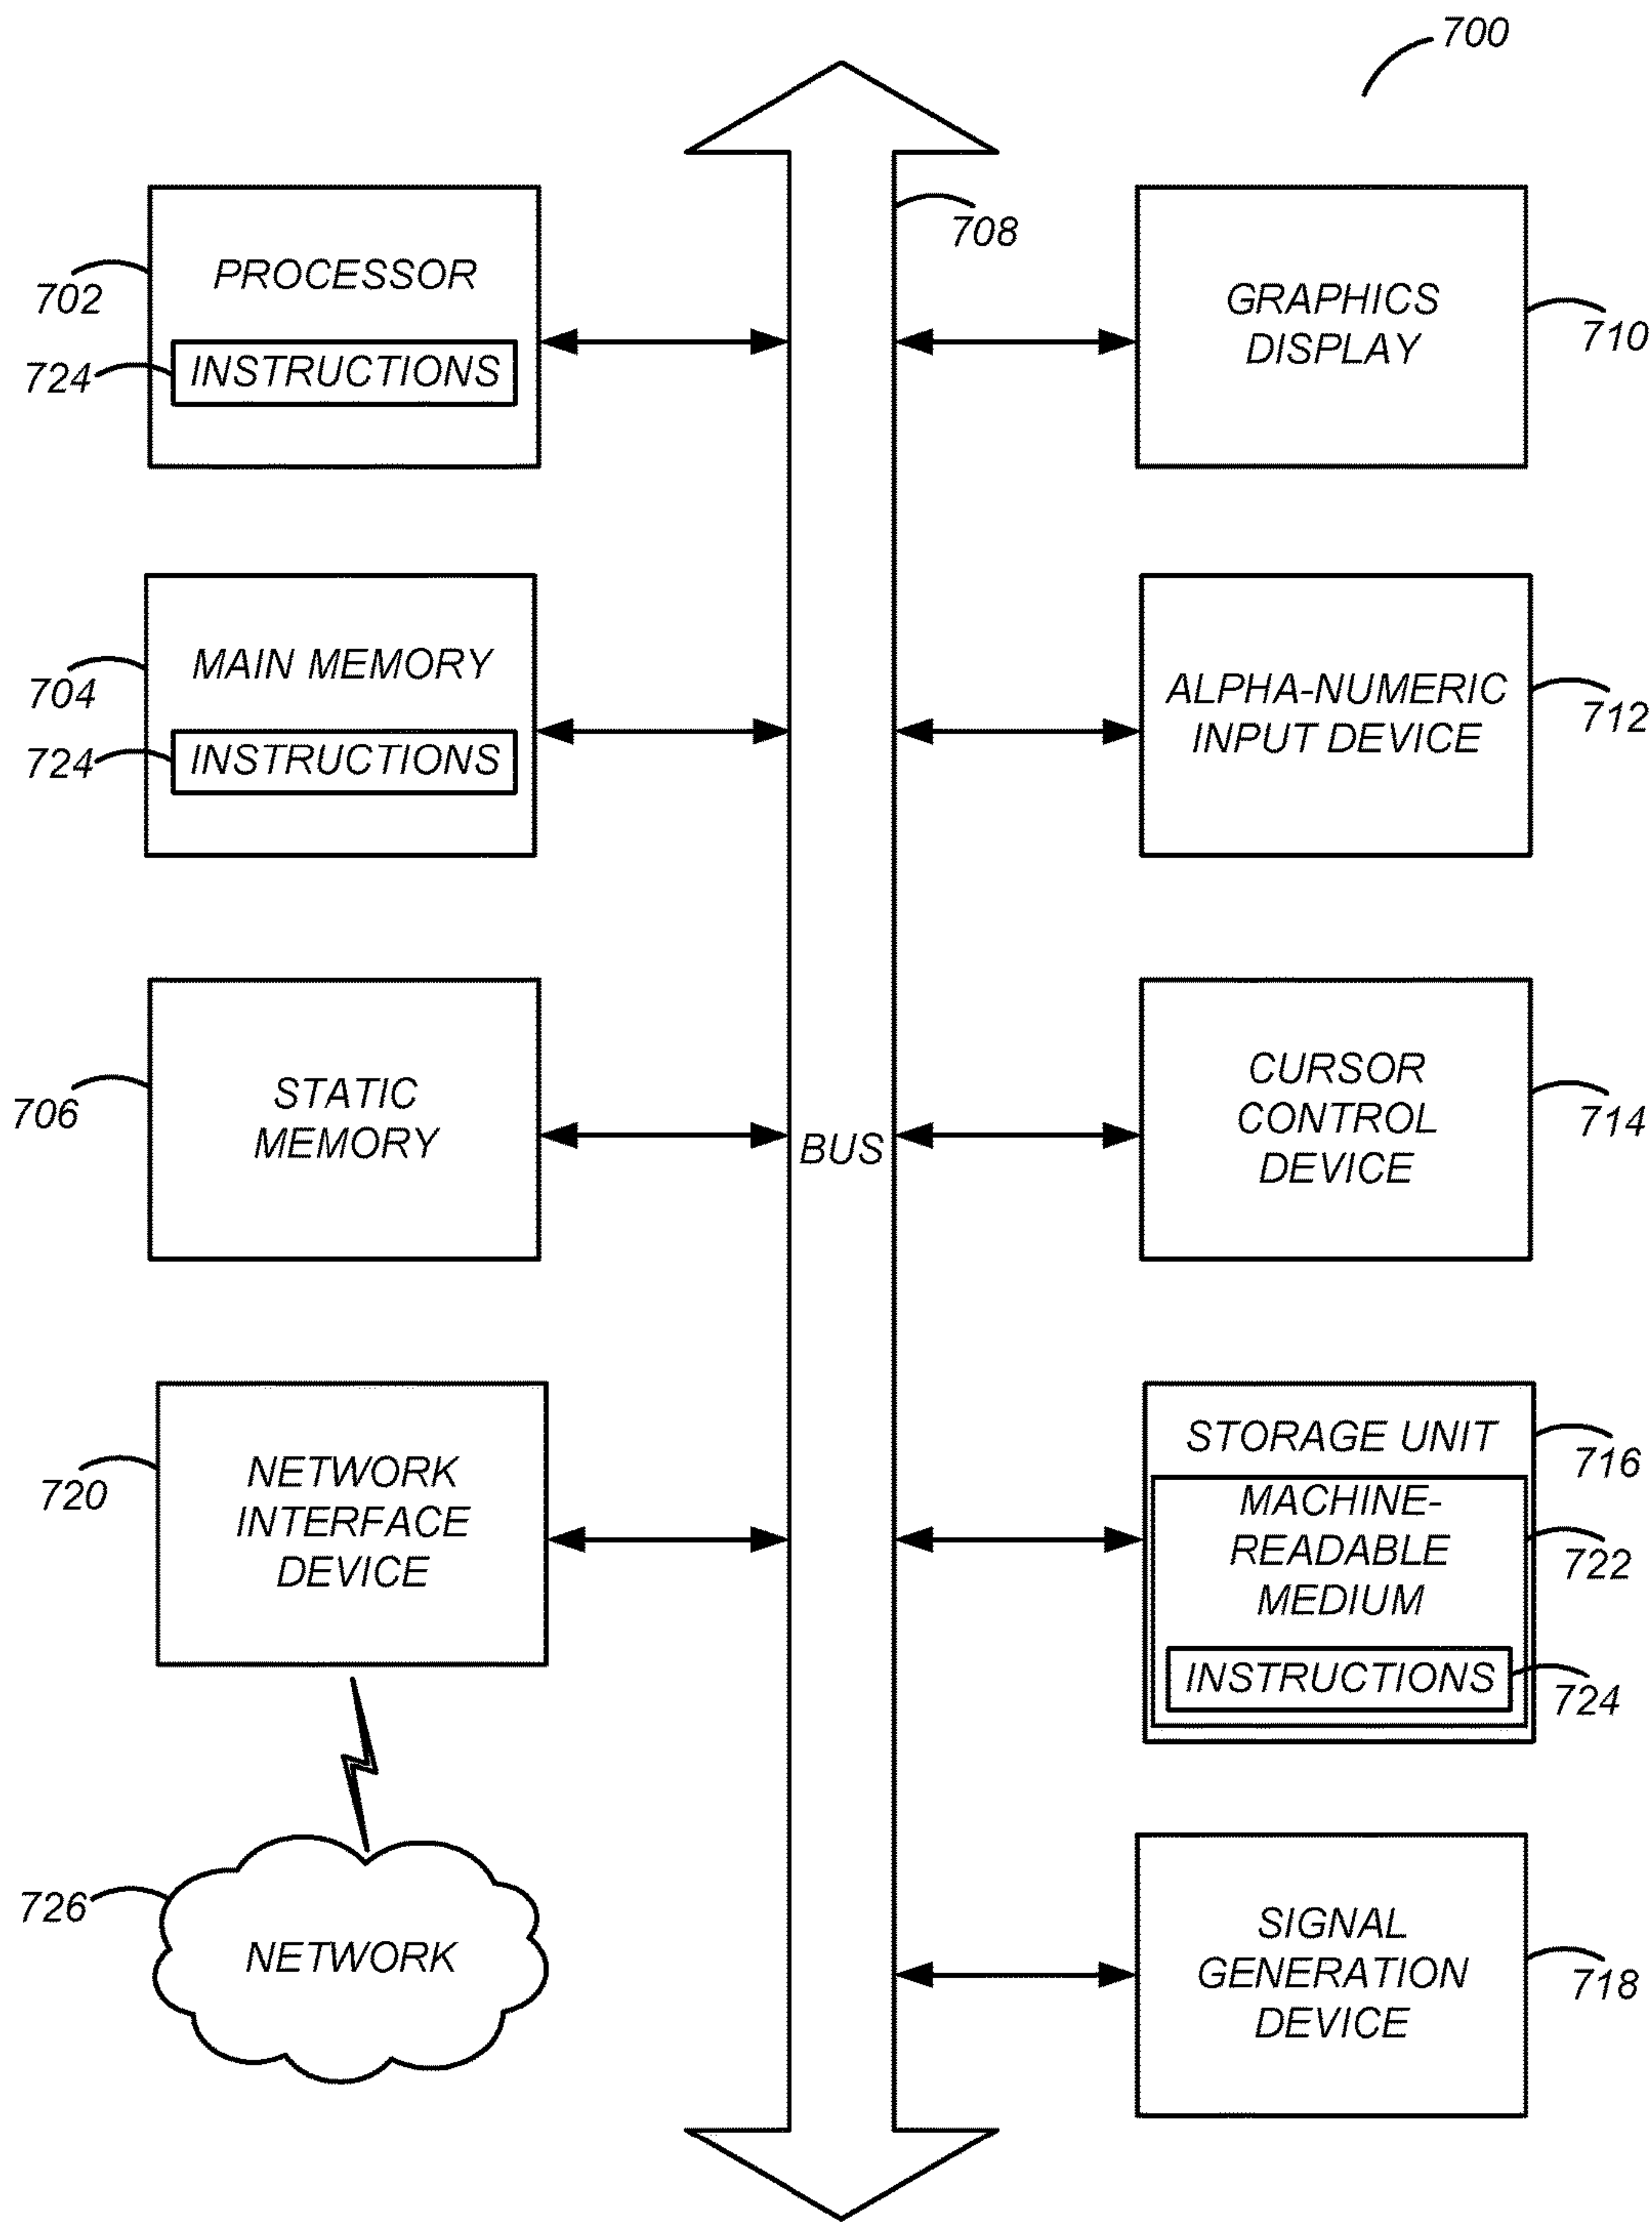 700
708
PROCESSOR
702
INSTRUCTIONS
724
GRAPHICS
DISPLAY
710
MAIN MEMORY
704
INSTRUCTIONS
724
ALPHA-NUMERIC
INPUT DEVICE
712
STATIC
MEMORY
706
BUS
CURSOR
CONTROL
DEVICE
714
NETWORK
INTERFACE
DEVICE
720
STORAGE UNIT
716
MACHINE-
READABLE
MEDIUM
722
INSTRUCTIONS
724
726
NETWORK
SIGNAL
GENERATION
DEVICE
718